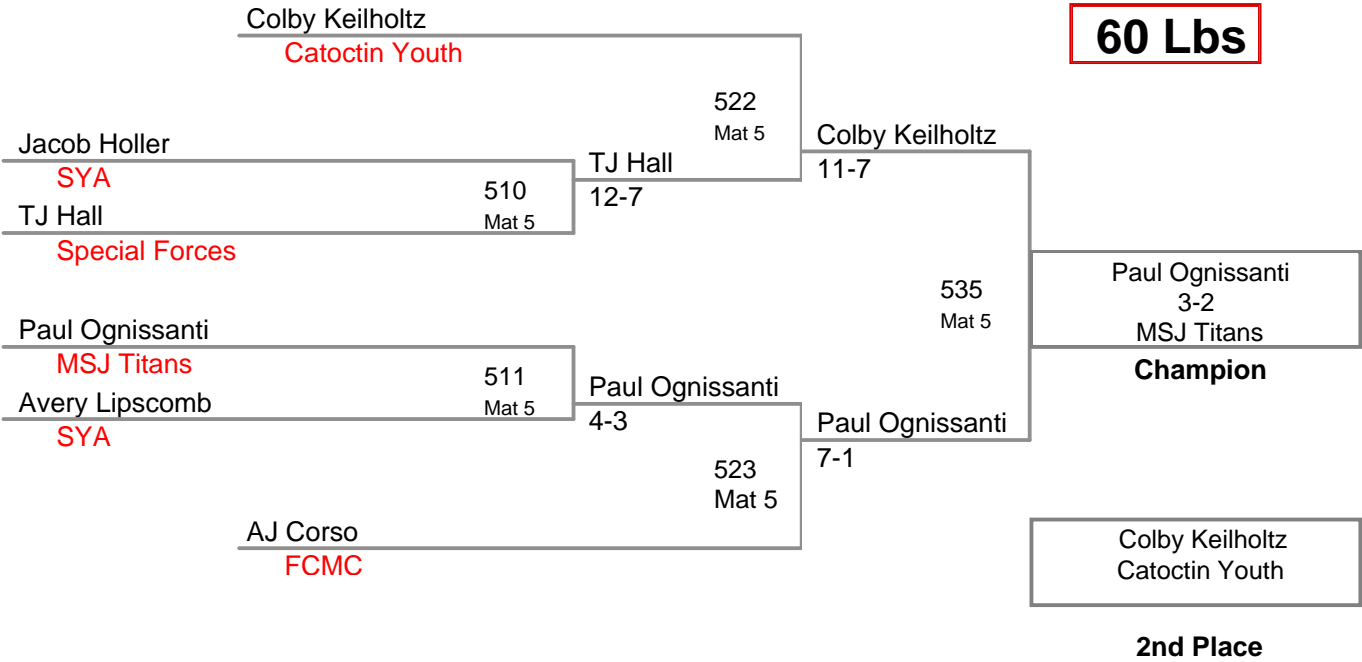 Colby Keilholtz
Catoctin Youth
60 Lbs
522
Mat 5
Jacob Holler
SYA
TJ Hall
Special Forces
510
Mat 5
TJ Hall
12-7
Colby Keilholtz
11-7
Paul Ognissanti
MSJ Titans
Avery Lipscomb
SYA
511
Mat 5
Paul Ognissanti
4-3
535
Mat 5
Paul Ognissanti
3-2
MSJ Titans
Champion
Paul Ognissanti
7-1
523
Mat 5
AJ Corso
FCMC
Colby Keilholtz
Catoctin Youth
2nd Place